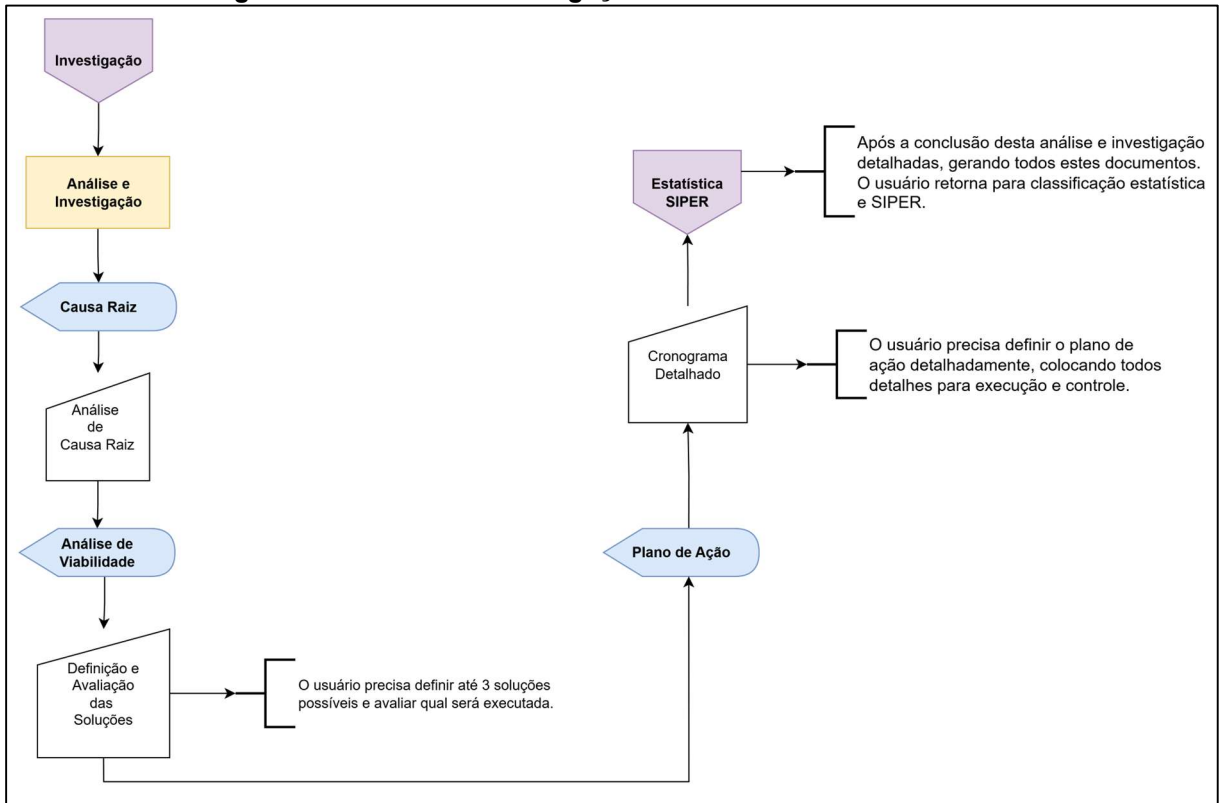 Investigação
Análise e
Investigação
Causa Raiz
Análise
de
Causa Raiz
Análise de
Viabilidade
Definição e
Avaliação
das
Soluções
O usuário precisa definir até 3 soluções
possíveis e avaliar qual será executada.
Plano de Ação
Cronograma
Detalhado
O usuário precisa definir o plano de
ação detalhadamente, colocando todos
detalhes para execução e controle.
Estatística
SIPER
Após a conclusão desta análise e investigação
detalhadas, gerando todos estes documentos.
O usuário retorna para classificação estatística
e SIPER.